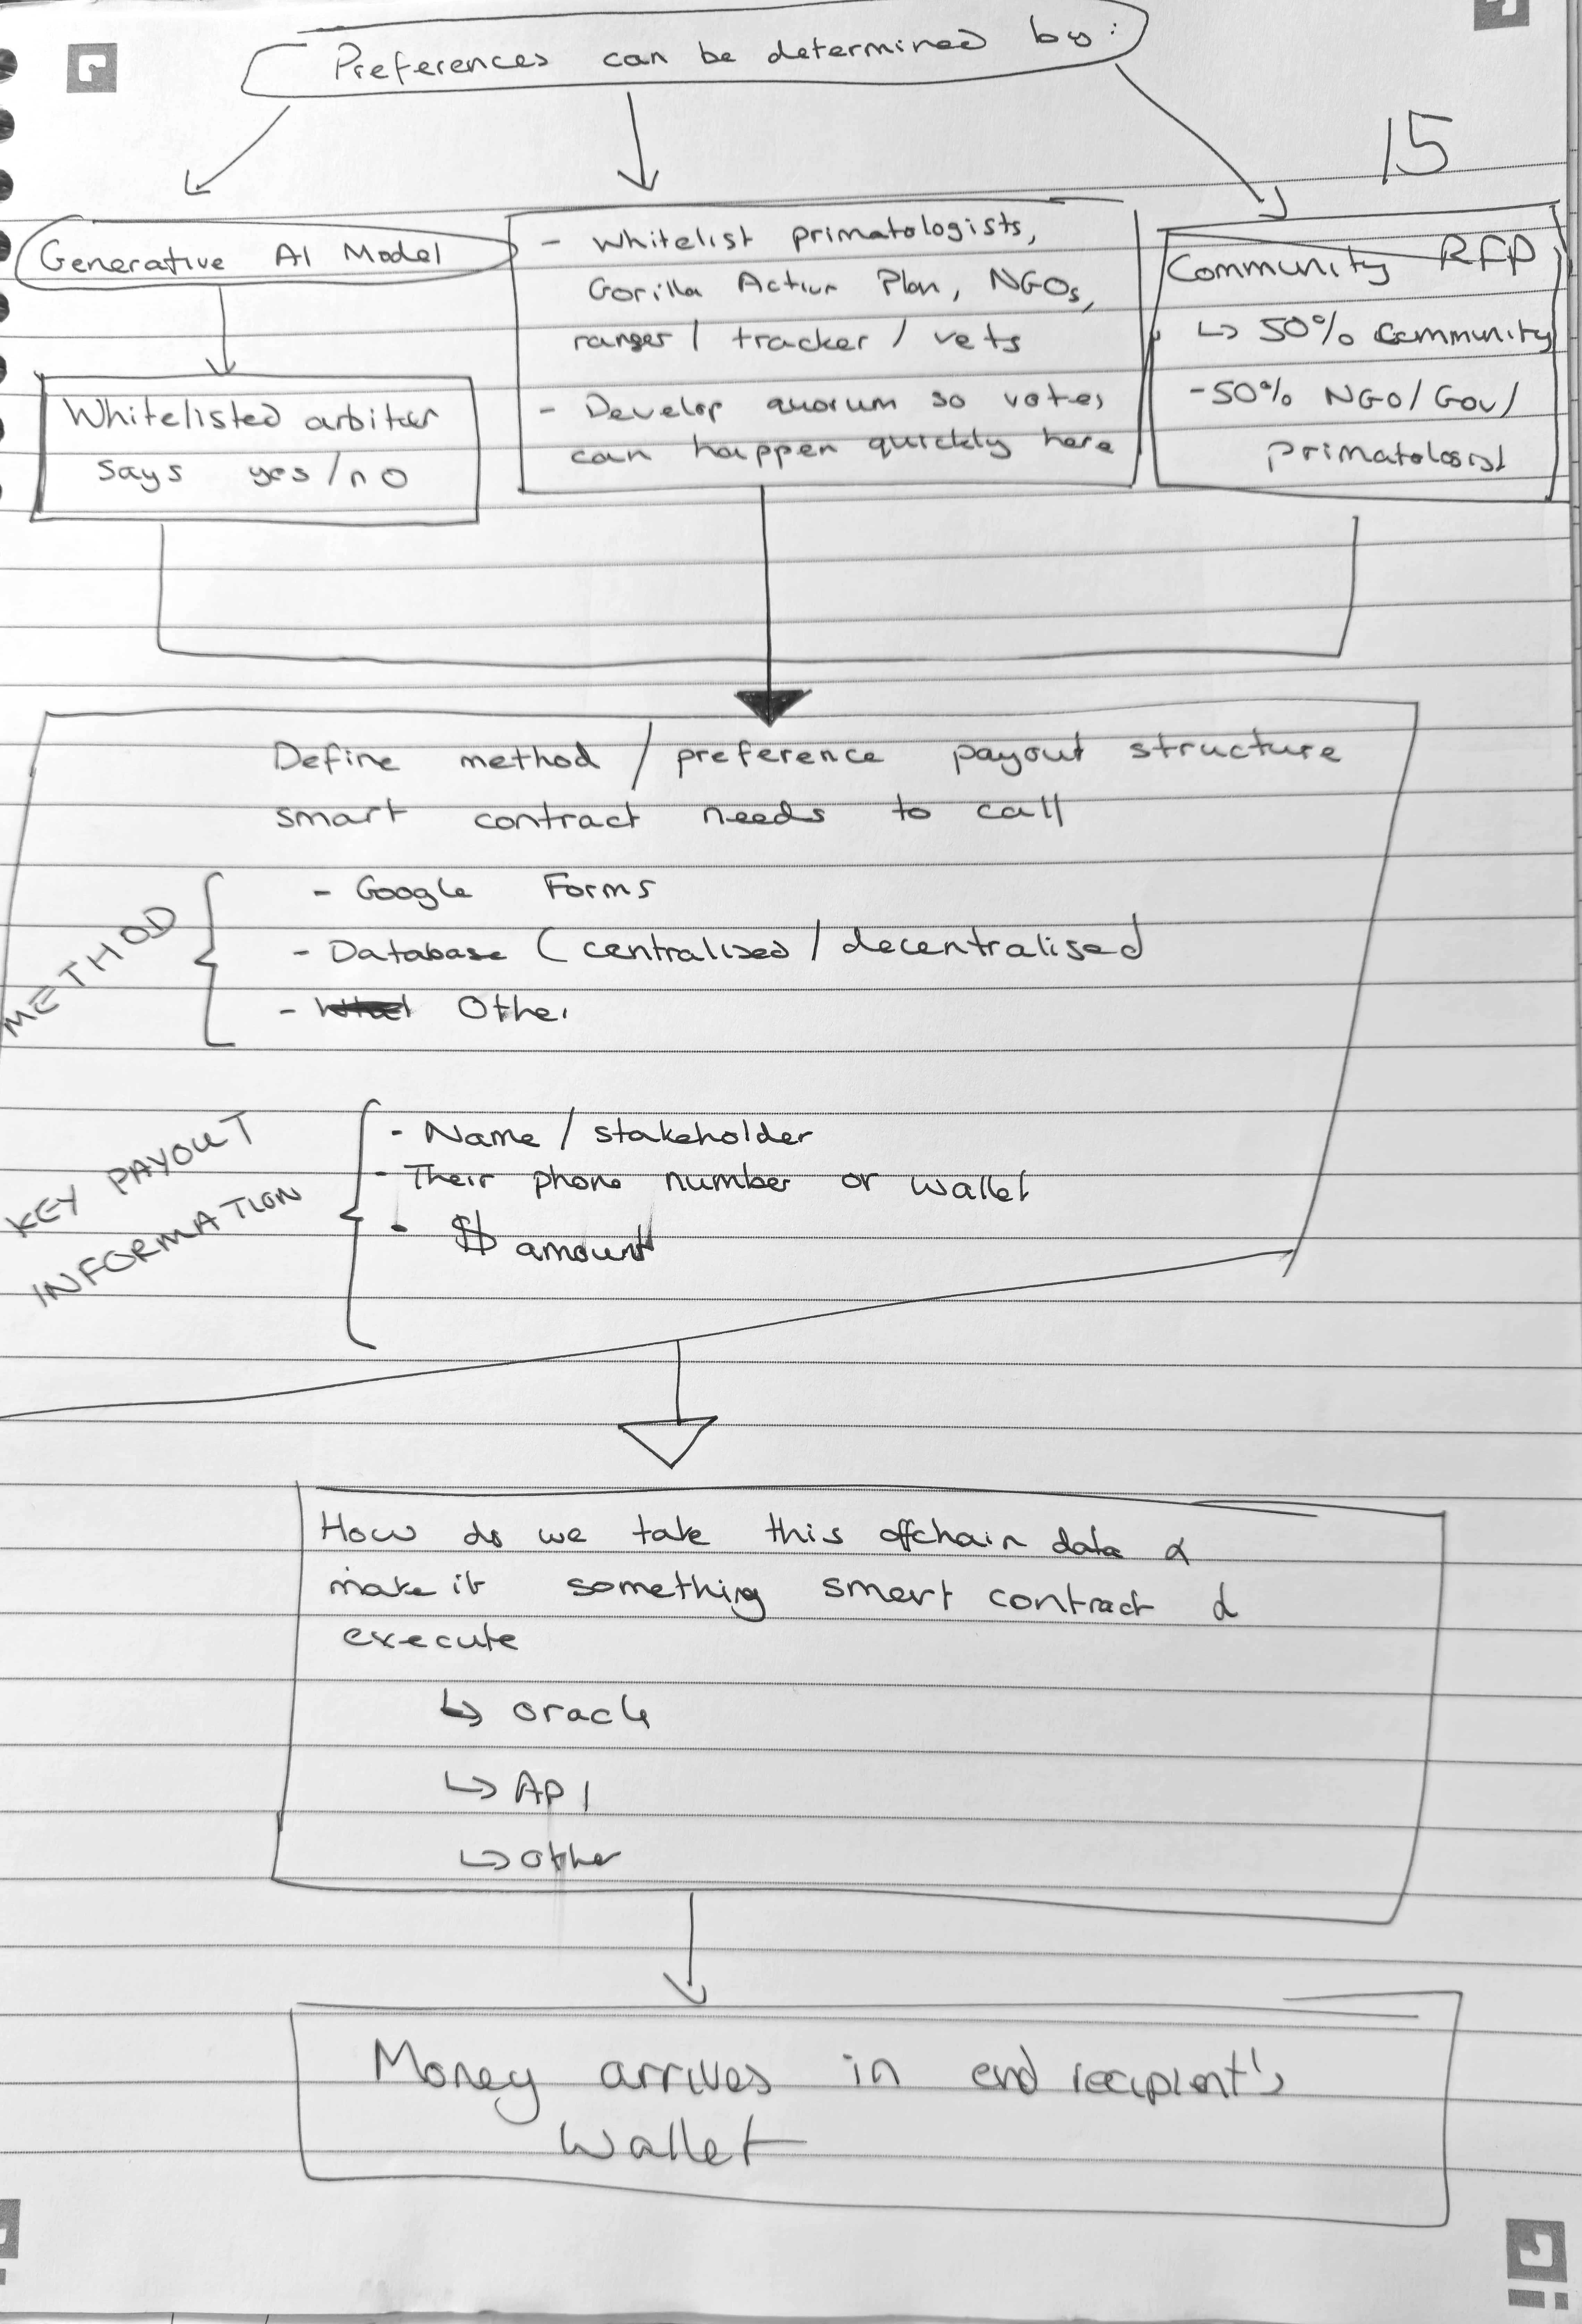 Preferences can be determined by:
15
Generative AI Model
Whitelisted arbiter
says yes/no
- Whitelist primatologists,
Gorilla Action Plan, NGOs,
ranger / tracker / vets
- Develop quorum so votes
can happen quickly here
Community RFP
↳ 50% community
- 50% NGO/Gov/
primatologist
Define method / preference payout structure
smart contract needs to call
METHOD
- Google Forms
- Database (centralised / decentralised
- Other
KEY PAYOUT
INFORMATION
- Name / stakeholder
- Their phone number or wallet
- $ amount
How do we take this offchain data &
make it something smart contract &
execute
↳ oracle
↳ API
↳ other
Money arrives in end recipient's
wallet